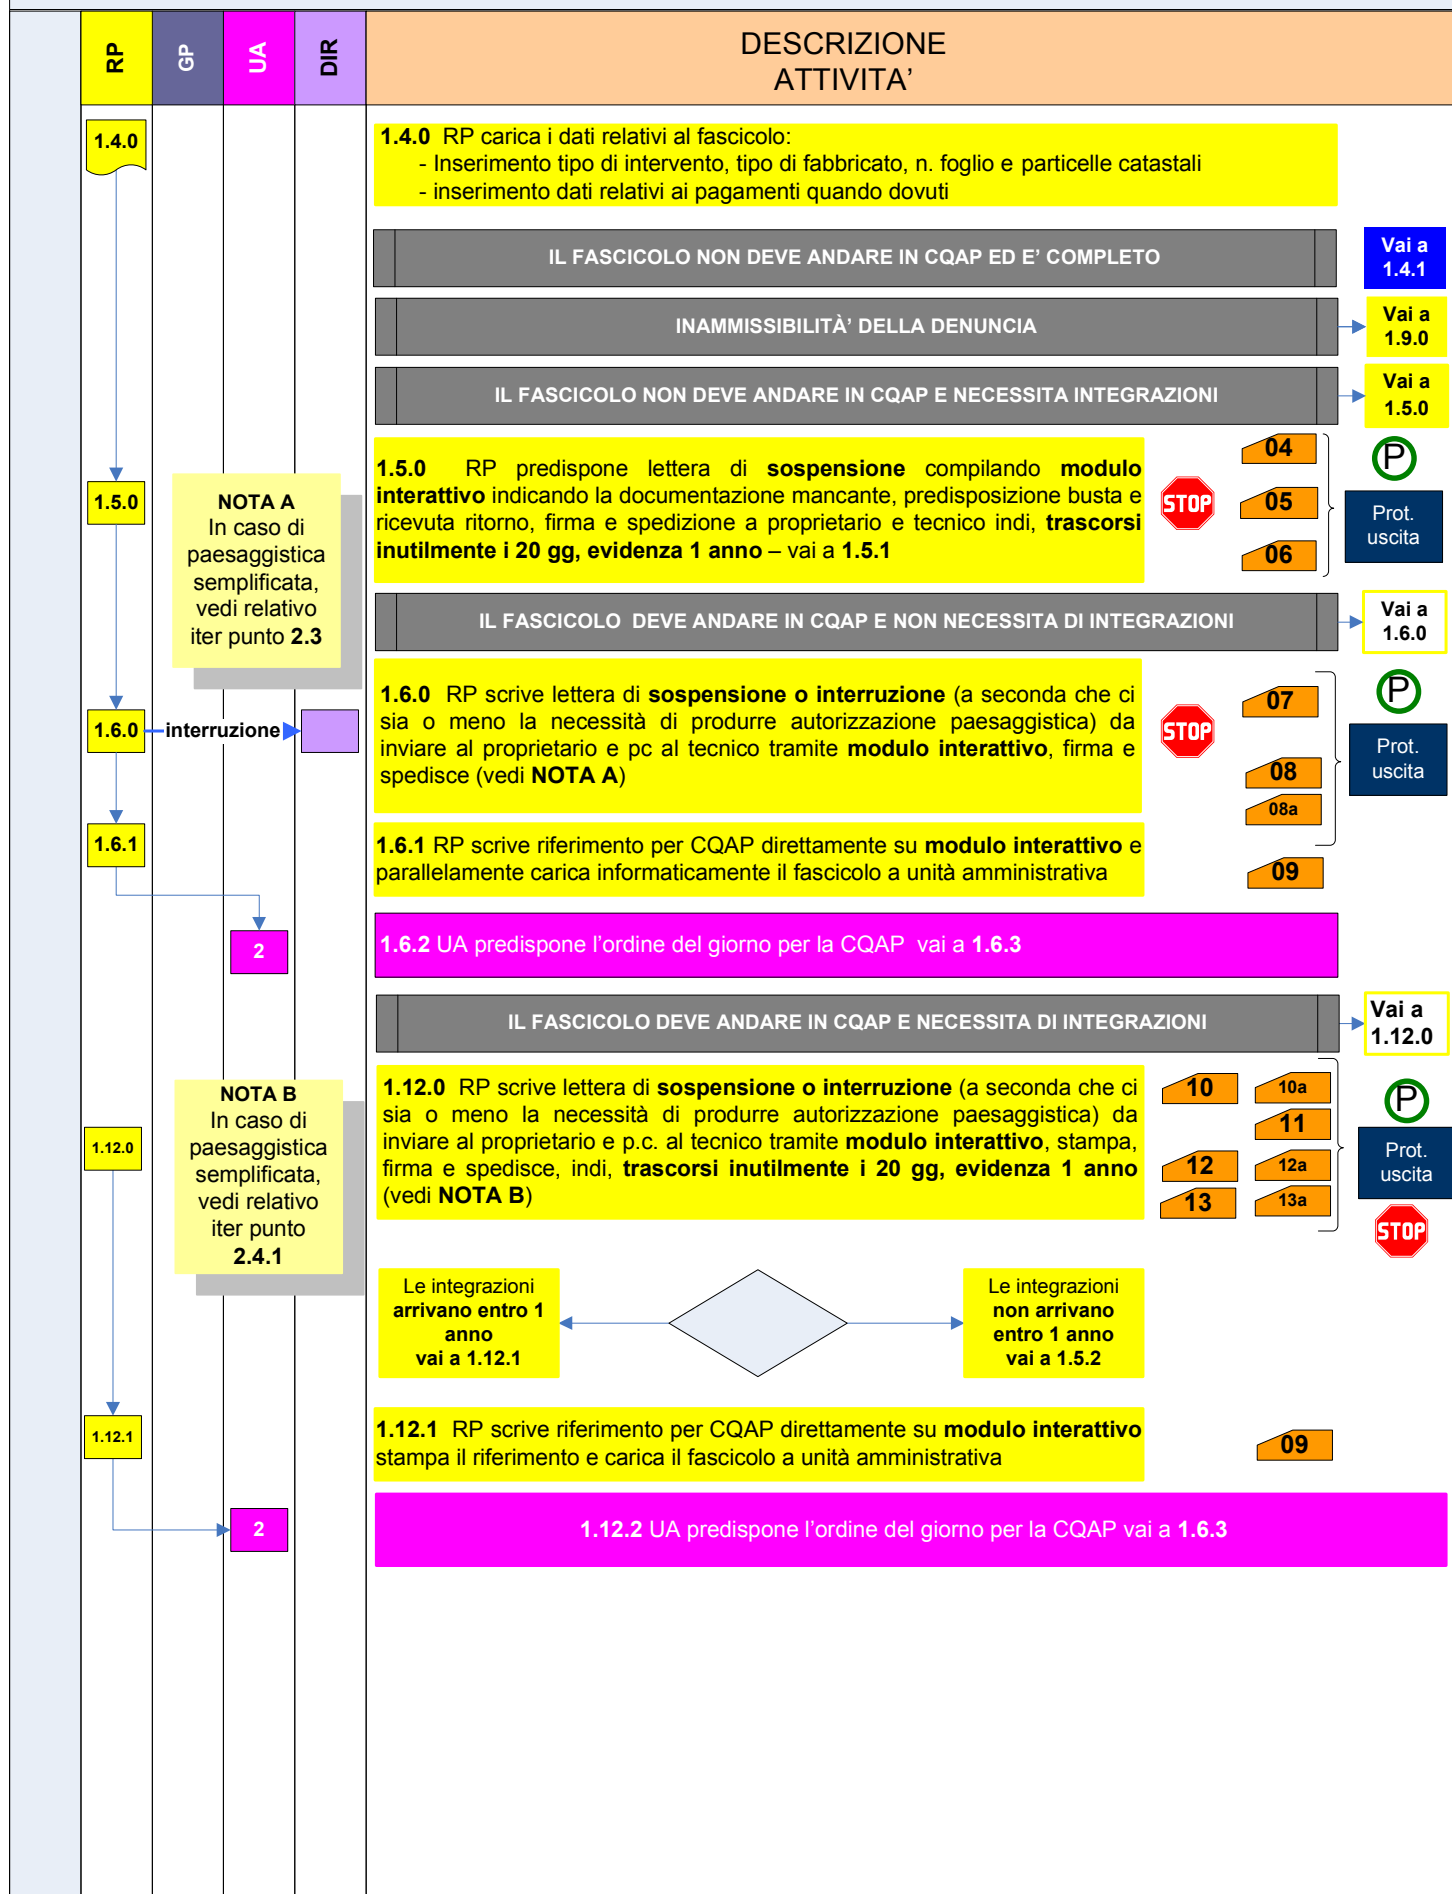 RP
GP
UA
DIR
DESCRIZIONE
ATTIVITA’
1.4.0
1.4.0 RP carica i dati relativi al fascicolo:
- Inserimento tipo di intervento, tipo di fabbricato, n. foglio e particelle catastali
- inserimento dati relativi ai pagamenti quando dovuti
IL FASCICOLO NON DEVE ANDARE IN CQAP ED E’ COMPLETO
Vai a
1.4.1
INAMMISSIBILITÀ’ DELLA DENUNCIA
Vai a
1.9.0
IL FASCICOLO NON DEVE ANDARE IN CQAP E NECESSITA INTEGRAZIONI
Vai a
1.5.0
1.5.0
NOTA A
In caso di
paesaggistica
semplificata,
vedi relativo
iter punto 2.3
1.5.0 RP predispone lettera di sospensione compilando modulo
interattivo indicando la documentazione mancante, predisposizione busta e
ricevuta ritorno, firma e spedizione a proprietario e tecnico indi, trascorsi
inutilmente i 20 gg, evidenza 1 anno – vai a 1.5.1
STOP
04
05
06
P
Prot.
uscita
IL FASCICOLO DEVE ANDARE IN CQAP E NON NECESSITA DI INTEGRAZIONI
Vai a
1.6.0
1.6.0
interruzione
1.6.0 RP scrive lettera di sospensione o interruzione (a seconda che ci
sia o meno la necessità di produrre autorizzazione paesaggistica) da
inviare al proprietario e pc al tecnico tramite modulo interattivo, firma e
spedisce (vedi NOTA A)
STOP
07
08
08a
P
Prot.
uscita
1.6.1
1.6.1 RP scrive riferimento per CQAP direttamente su modulo interattivo e
parallelamente carica informaticamente il fascicolo a unità amministrativa
09
2
1.6.2 UA predispone l’ordine del giorno per la CQAP vai a 1.6.3
IL FASCICOLO DEVE ANDARE IN CQAP E NECESSITA DI INTEGRAZIONI
Vai a
1.12.0
1.12.0
NOTA B
In caso di
paesaggistica
semplificata,
vedi relativo
iter punto
2.4.1
1.12.0 RP scrive lettera di sospensione o interruzione (a seconda che ci
sia o meno la necessità di produrre autorizzazione paesaggistica) da
inviare al proprietario e p.c. al tecnico tramite modulo interattivo, stampa,
firma e spedisce, indi, trascorsi inutilmente i 20 gg, evidenza 1 anno
(vedi NOTA B)
10
10a
11
12
12a
13
13a
P
Prot.
uscita
STOP
Le integrazioni
arrivano entro 1
anno
vai a 1.12.1
Le integrazioni
non arrivano
entro 1 anno
vai a 1.5.2
1.12.1
1.12.1 RP scrive riferimento per CQAP direttamente su modulo interattivo
stampa il riferimento e carica il fascicolo a unità amministrativa
09
2
1.12.2 UA predispone l’ordine del giorno per la CQAP vai a 1.6.3